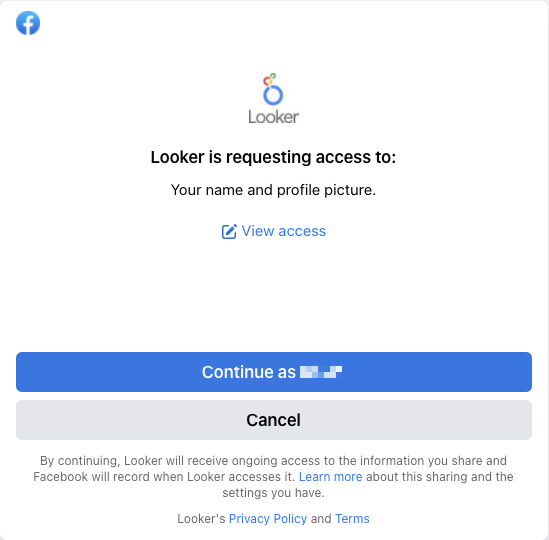 Looker
Looker is requesting access to:
Your name and profile picture.
View access
Continue as
Cancel
By continuing, Looker will receive ongoing access to the information you share and
Facebook will record when Looker accesses it. Learn more about this sharing and the
settings you have.
Looker's Privacy Policy and Terms